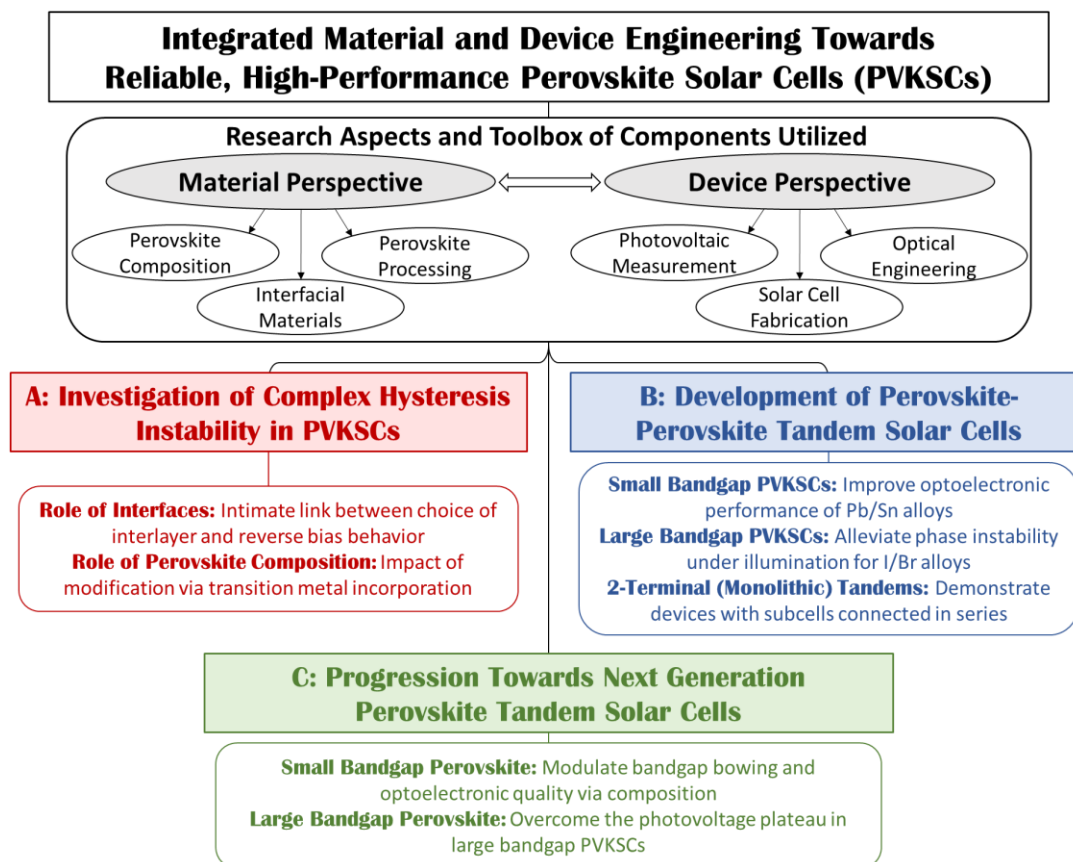 Integrated Material and Device Engineering Towards
Reliable, High-Performance Perovskite Solar Cells (PVKSCs)
Research Aspects and Toolbox of Components Utilized
Material Perspective
Device Perspective
Perovskite
Composition
Perovskite
Processing
Interfacial
Materials
Photovoltaic
Measurement
Optical
Engineering
Solar Cell
Fabrication
A: Investigation of Complex Hysteresis
Instability in PVKSCs
Role of Interfaces: Intimate link between choice of
interlayer and reverse bias behavior
Role of Perovskite Composition: Impact of
modification via transition metal incorporation
B: Development of Perovskite-
Perovskite Tandem Solar Cells
Small Bandgap PVKSCs: Improve optoelectronic
performance of Pb/Sn alloys
Large Bandgap PVKSCs: Alleviate phase instability
under illumination for I/Br alloys
2-Terminal (Monolithic) Tandems: Demonstrate
devices with subcells connected in series
C: Progression Towards Next Generation
Perovskite Tandem Solar Cells
Small Bandgap Perovskite: Modulate bandgap bowing and
optoelectronic quality via composition
Large Bandgap Perovskite: Overcome the photovoltage plateau in
large bandgap PVKSCs